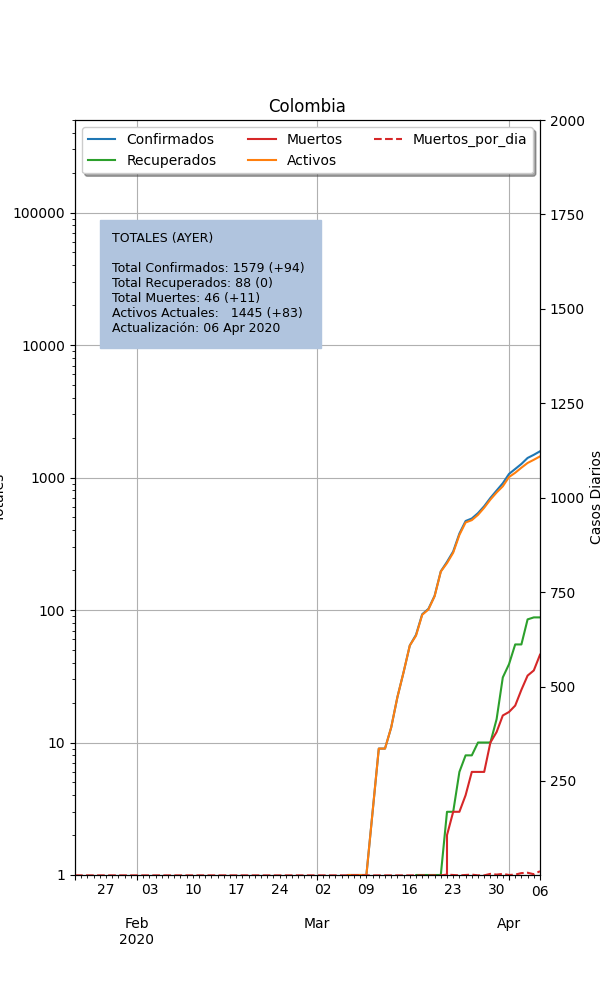 Colombia
Confirmados Muertos Muertos_por_dia
Recuperados Activos
TOTALES (AYER)
Total Confirmados: 1579 (+94)
Total Recuperados: 88 (0)
Total Muertes: 46 (+11)
Activos Actuales: 1445 (+83)
Actualización: 06 Apr 2020
100000
10000
1000
100
10
1
2000
1750
1500
1250
1000
750
500
250
Casos Diarios
27 03 10 17 24 02 09 16 23 30 06
Feb Mar Apr
2020